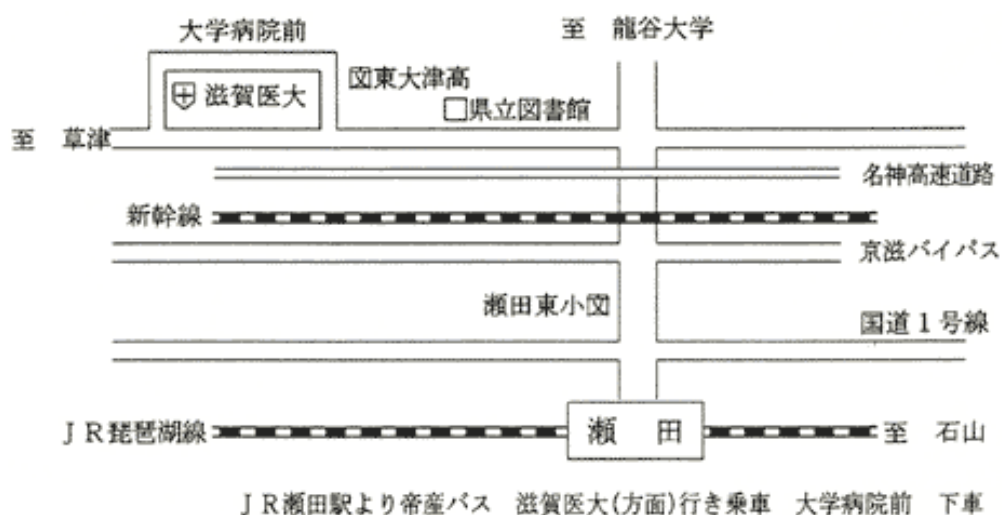 大学病院前
至 龍谷大学
図東大津高
滋賀医大
県立図書館
至 草津
名神高速道路
新幹線
京滋バイパス
瀬田東小図
国道1号線
JR琵琶湖線
瀬 田
至 石山
JR瀬田駅より帝産バス 滋賀医大(方面)行き乗車 大学病院前 下車